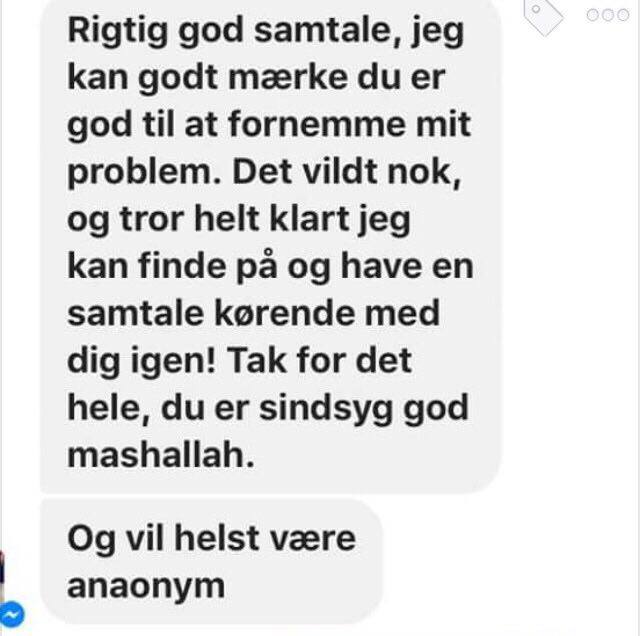 Rigtig god samtale, jeg
kan godt mærke du er
god til at fornemme mit
problem. Det vildt nok,
og tror helt klart jeg
kan finde på og have en
samtale kørende med
dig igen! Tak for det
hele, du er sindsyg god
mashallah.
Og vil helst være
anaonym